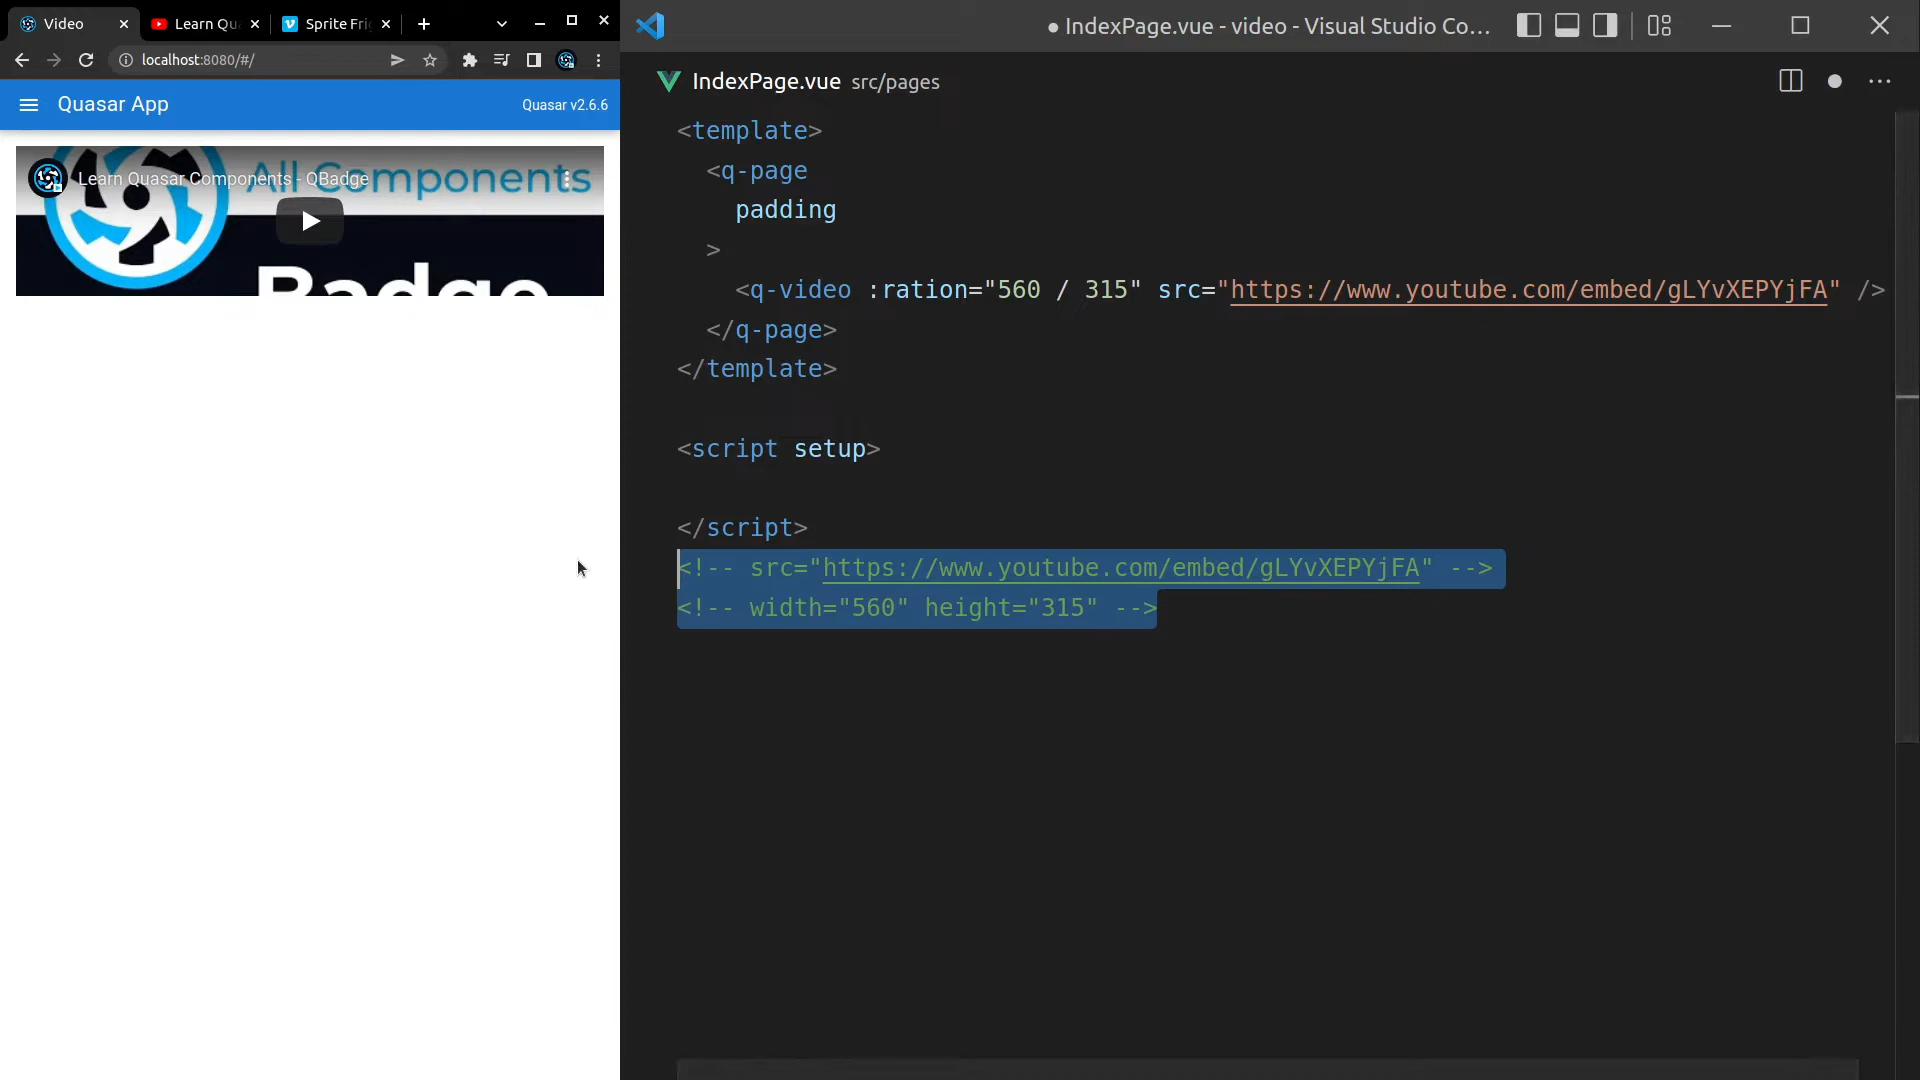 Video
Learn Qu
Sprite Fri
localhost:8080/#/
Quasar App
Quasar v2.6.6
All Components
Learn Quasar Components - QBadge
Badge
IndexPage.vue - video - Visual Studio Co...
IndexPage.vue src/pages
<template>
<q-page
padding
>
<q-video :ration="560 / 315" src="https://www.youtube.com/embed/gLYvXEPYjFA" />
</q-page>
</template>
<script setup>
</script>
<!-- src="https://www.youtube.com/embed/gLYvXEPYjFA" -->
<!-- width="560" height="315" -->